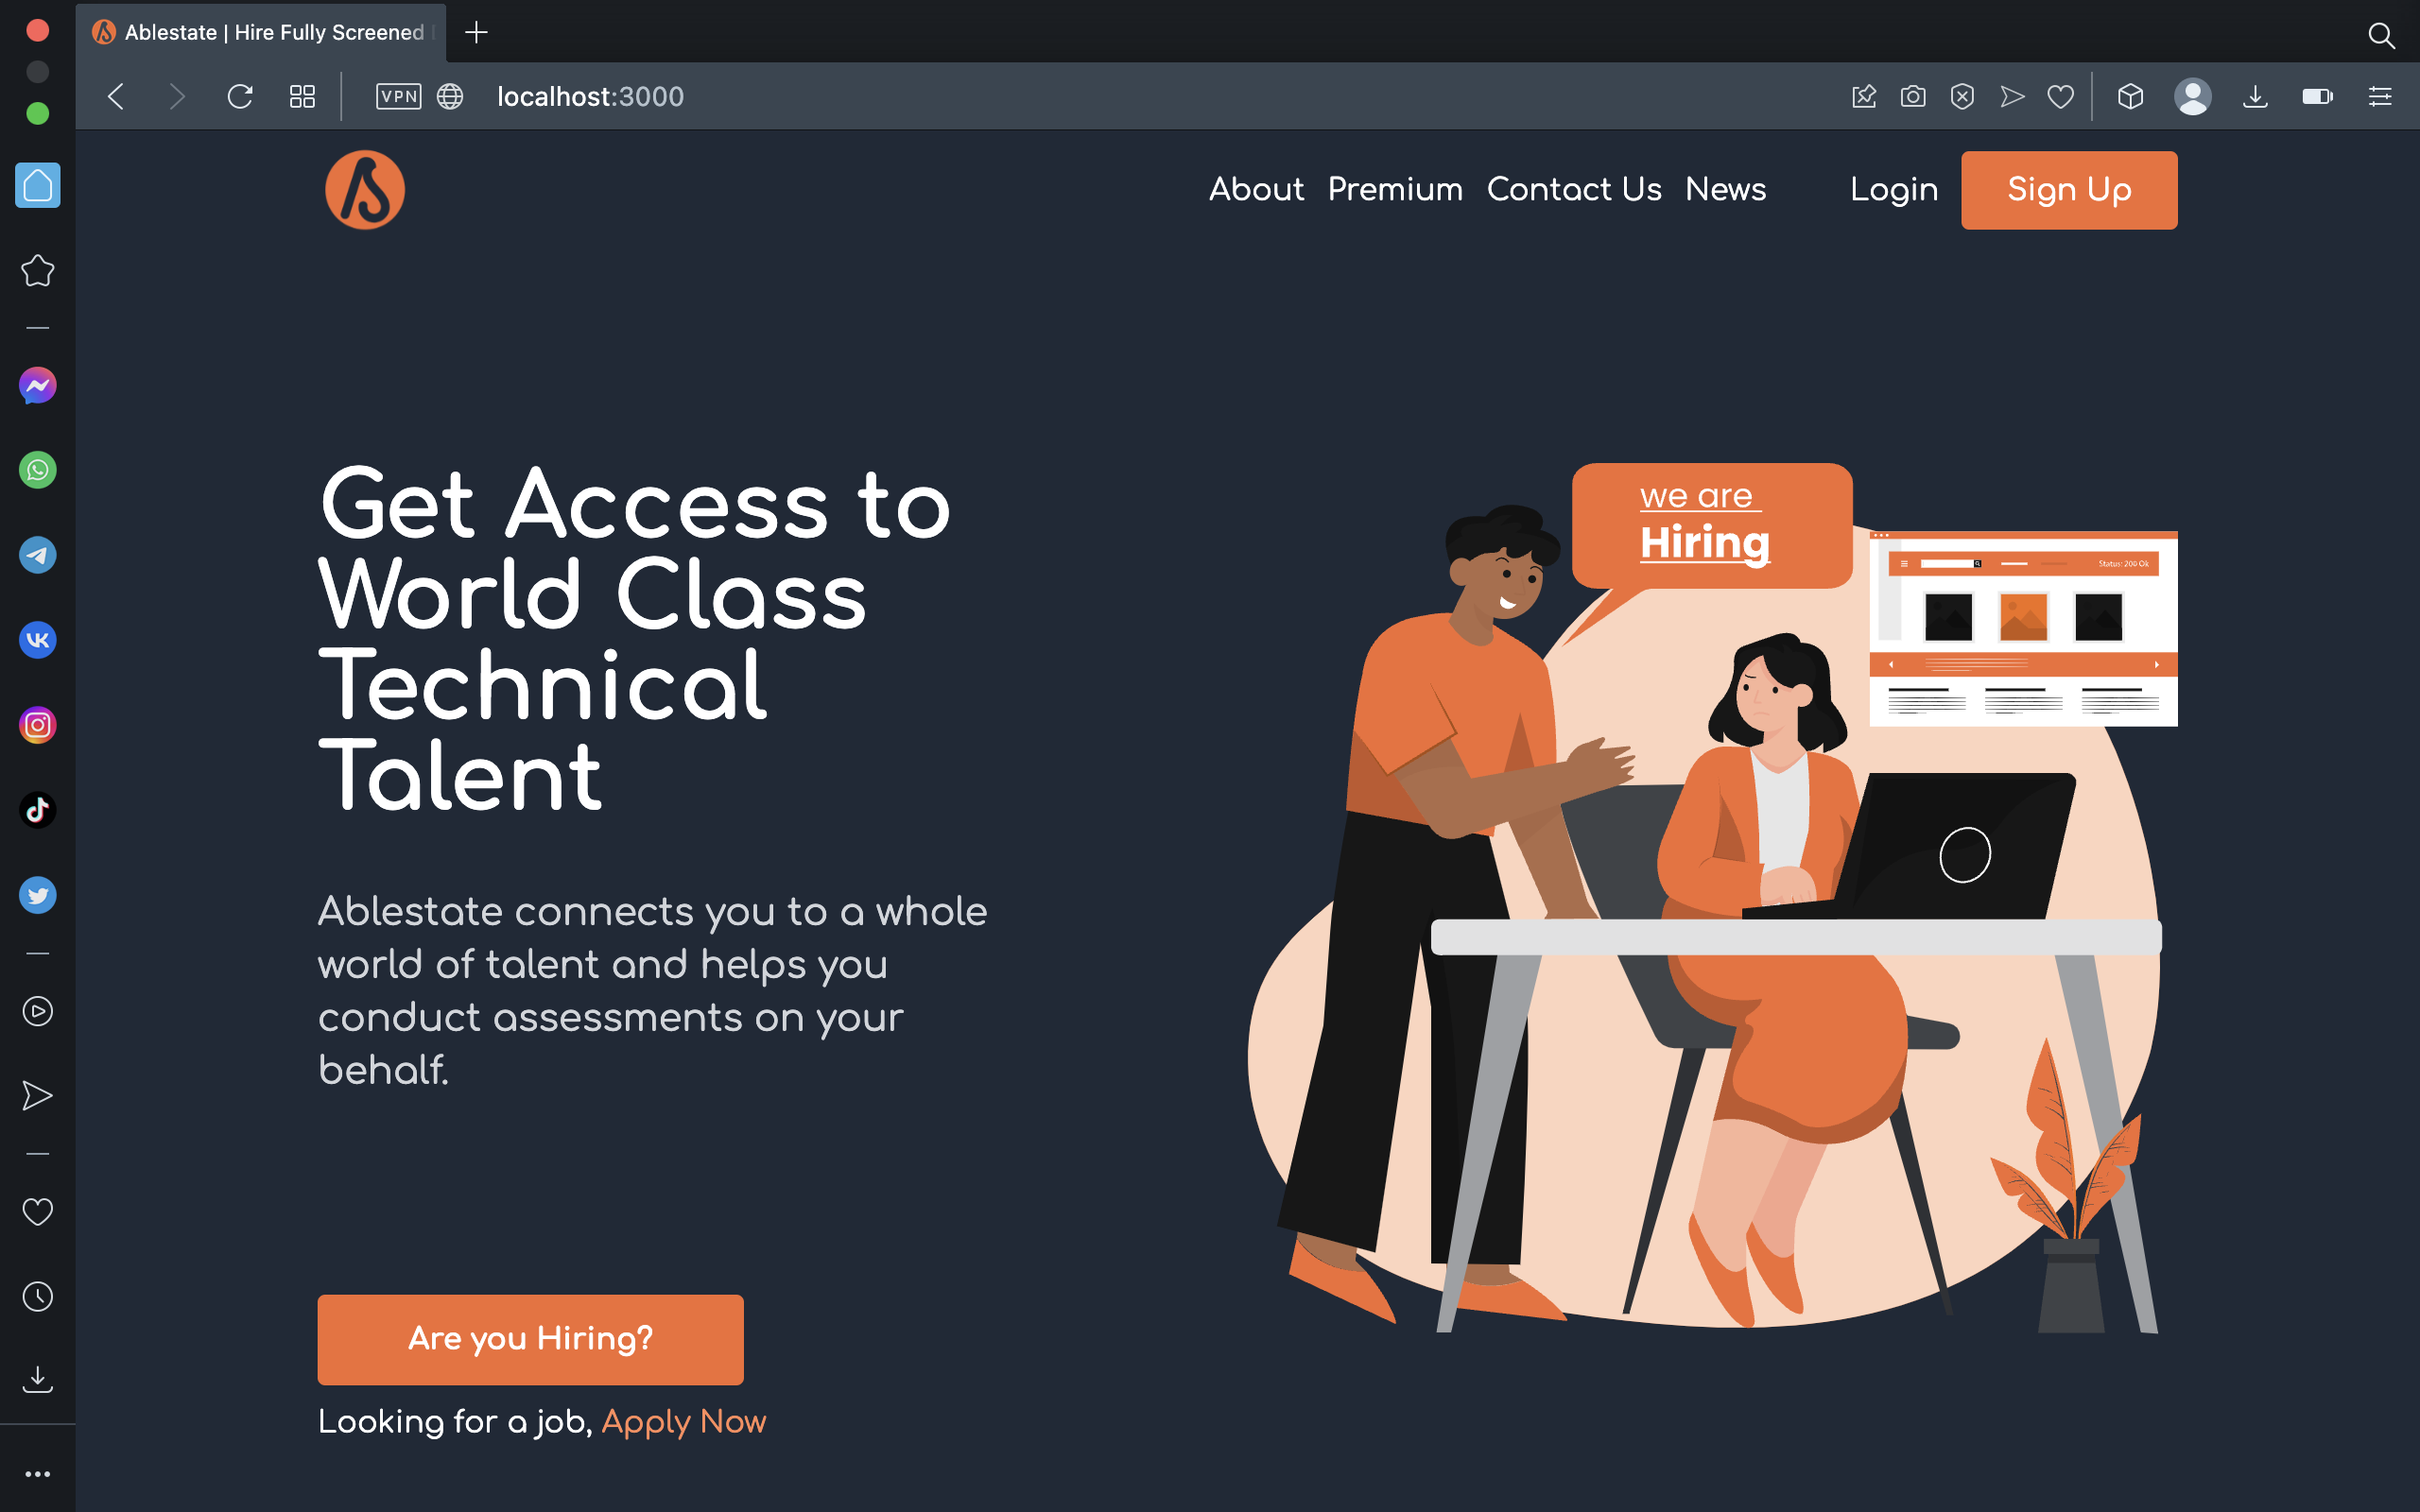 Ablestate | Hire Fully Screened
VPN
localhost:3000
About Premium Contact Us News Login Sign Up
Get Access to
World Class
Technical
Talent
Ablestate connects you to a whole
world of talent and helps you
conduct assessments on your
behalf.
Are you Hiring?
Looking for a job, Apply Now
we are
Hiring
Status: 200 Ok